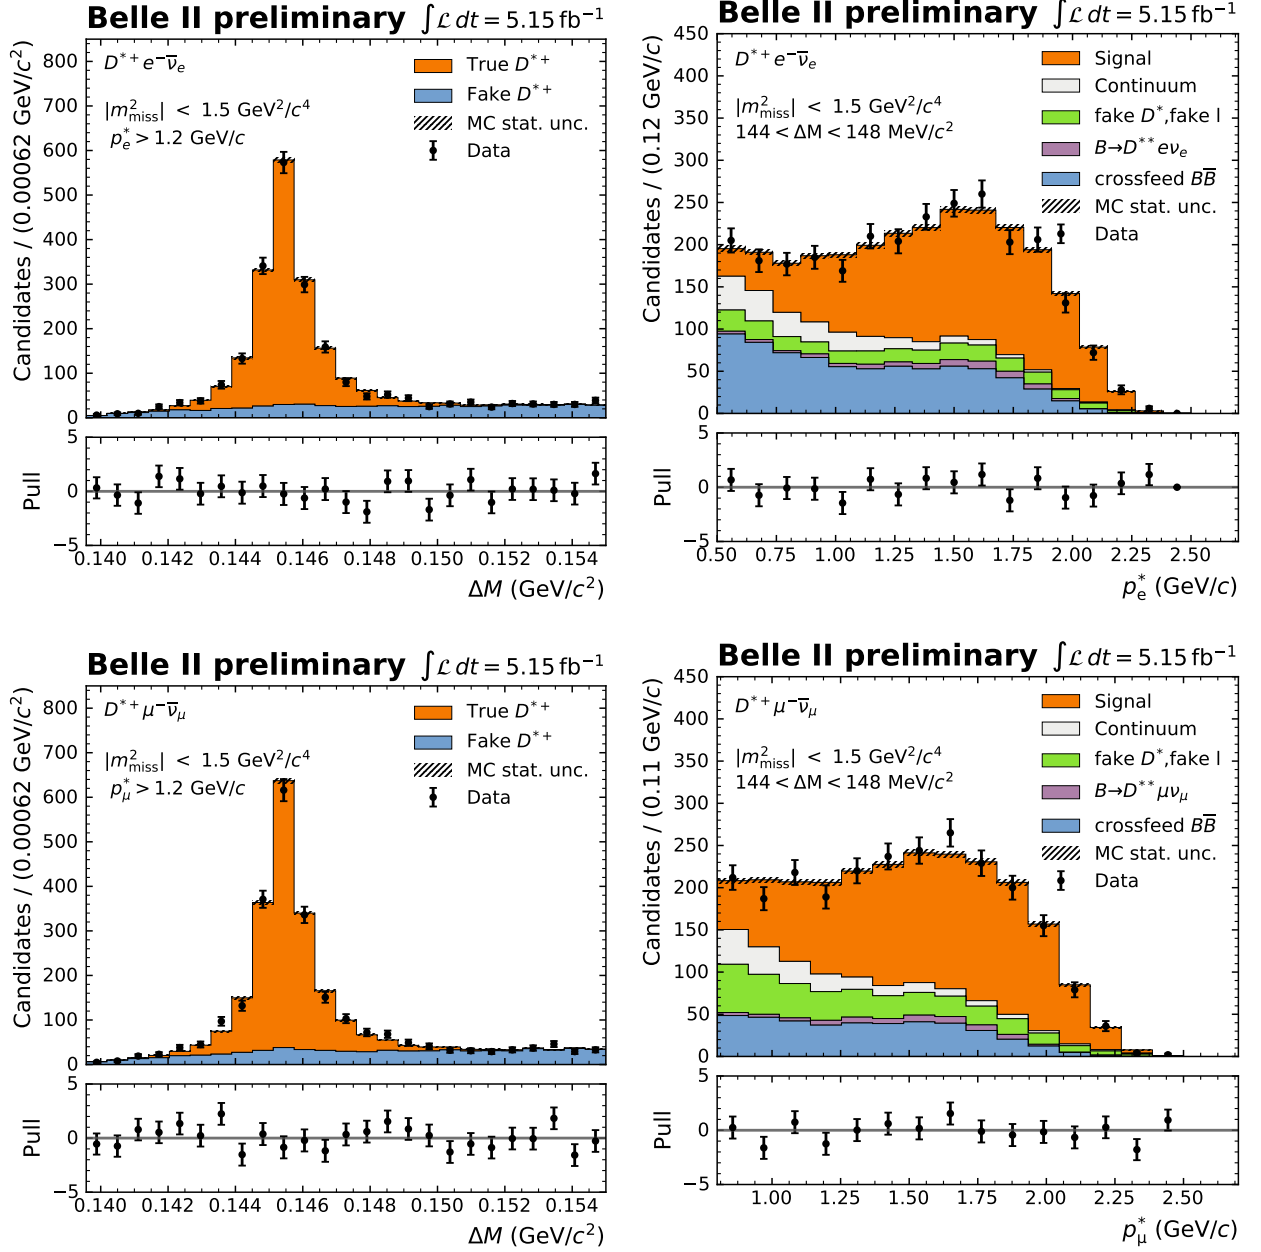 Belle II preliminary ∫ℒ dt = 5.15 fb⁻¹
Candidates / (0.00062 GeV/c²)
D*⁺e⁻ν̅ₑ
|m²miss| < 1.5 GeV²/c⁴
p*ₑ > 1.2 GeV/c
True D*⁺
Fake D*⁺
MC stat. unc.
Data
800
700
600
500
400
300
200
100
0
Pull
5
0
−5
0.140 0.142 0.144 0.146 0.148 0.150 0.152 0.154
ΔM (GeV/c²)
Belle II preliminary ∫ℒ dt = 5.15 fb⁻¹
Candidates / (0.12 GeV/c)
D*⁺e⁻ν̅ₑ
|m²miss| < 1.5 GeV²/c⁴
144 < ΔM < 148 MeV/c²
Signal
Continuum
fake D*,fake l
B→D**eνₑ
crossfeed BB̅
MC stat. unc.
Data
450
400
350
300
250
200
150
100
50
0
Pull
5
0
−5
0.50 0.75 1.00 1.25 1.50 1.75 2.00 2.25 2.50
p*ₑ (GeV/c)
Belle II preliminary ∫ℒ dt = 5.15 fb⁻¹
Candidates / (0.00062 GeV/c²)
D*⁺μ⁻ν̅μ
|m²miss| < 1.5 GeV²/c⁴
p*μ > 1.2 GeV/c
True D*⁺
Fake D*⁺
MC stat. unc.
Data
800
700
600
500
400
300
200
100
0
Pull
5
0
−5
0.140 0.142 0.144 0.146 0.148 0.150 0.152 0.154
ΔM (GeV/c²)
Belle II preliminary ∫ℒ dt = 5.15 fb⁻¹
Candidates / (0.11 GeV/c)
D*⁺μ⁻ν̅μ
|m²miss| < 1.5 GeV²/c⁴
144 < ΔM < 148 MeV/c²
Signal
Continuum
fake D*,fake l
B→D**μνμ
crossfeed BB̅
MC stat. unc.
Data
450
400
350
300
250
200
150
100
50
0
Pull
5
0
−5
1.00 1.25 1.50 1.75 2.00 2.25 2.50
p*μ (GeV/c)